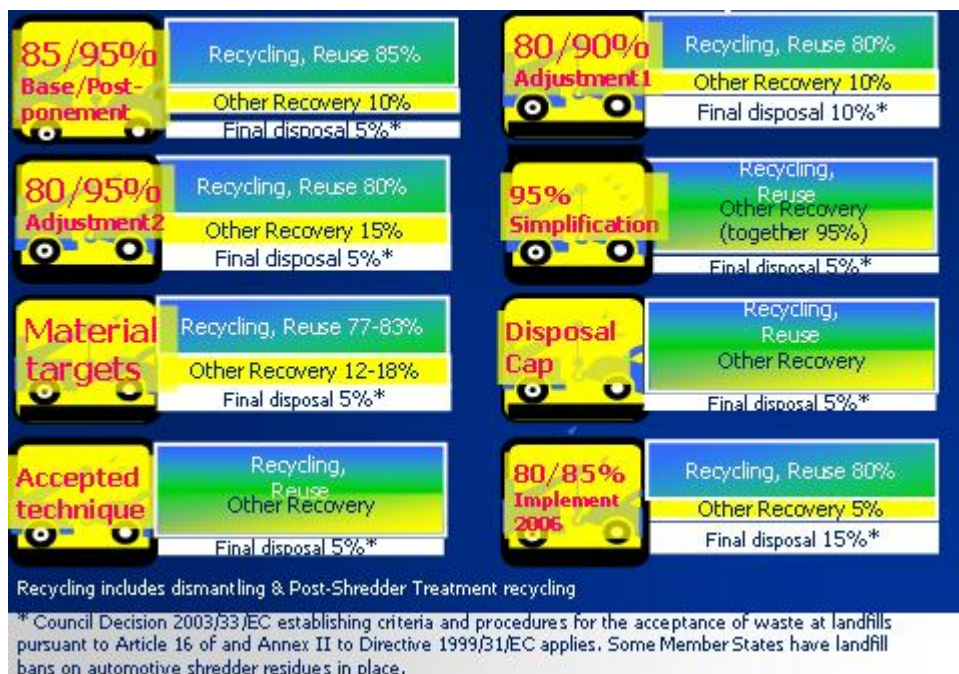 85/95%
Base/Post-
ponement
Recycling, Reuse 85%
Other Recovery 10%
Final disposal 5%*
80/90%
Adjustment1
Recycling, Reuse 80%
Other Recovery 10%
Final disposal 10%*
80/95%
Adjustment2
Recycling, Reuse 80%
Other Recovery 15%
Final disposal 5%*
95%
Simplification
Recycling,
Reuse
Other Recovery
(together 95%)
Final disposal 5%*
Material
targets
Recycling, Reuse 77-83%
Other Recovery 12-18%
Final disposal 5%*
Disposal
Cap
Recycling,
Reuse
Other Recovery
Final disposal 5%*
Accepted
technique
Recycling,
Reuse
Other Recovery
Final disposal 5%*
80/85%
Implement
2006
Recycling, Reuse 80%
Other Recovery 5%
Final disposal 15%*
Recycling includes dismantling & Post-Shredder Treatment recycling
* Council Decision 2003/33/EC establishing criteria and procedures for the acceptance of waste at landfills
pursuant to Article 16 of and Annex II to Directive 1999/31/EC applies. Some Member States have landfill
bans on automotive shredder residues in place.